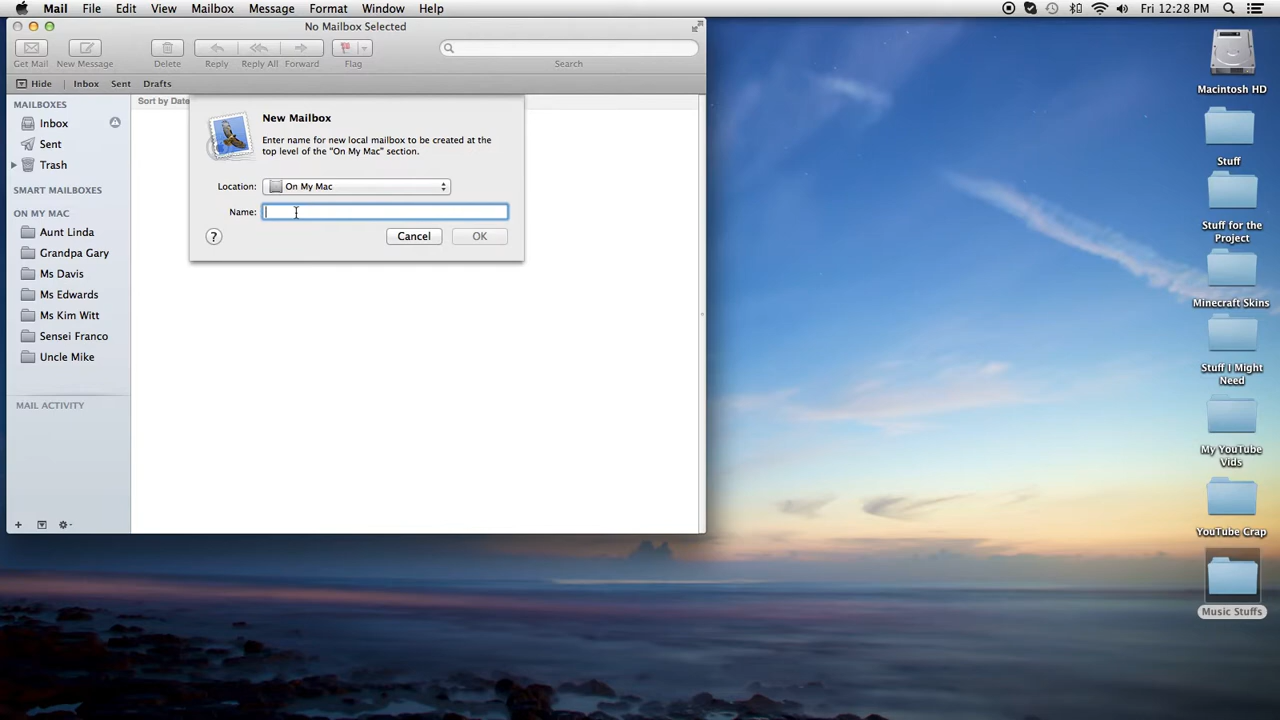 Mail File Edit View Mailbox Message Format Window Help Fri 12:28 PM
No Mailbox Selected
Get Mail New Message Delete Reply Reply All Forward Flag Search
Hide Inbox Sent Drafts
MAILBOXES
Inbox
Sent
Trash
SMART MAILBOXES
ON MY MAC
Aunt Linda
Grandpa Gary
Ms Davis
Ms Edwards
Ms Kim Witt
Sensei Franco
Uncle Mike
MAIL ACTIVITY
Sort by Date
New Mailbox
Enter name for new local mailbox to be created at the
top level of the "On My Mac" section.
Location: On My Mac
Name:
? Cancel OK
Macintosh HD
Stuff
Stuff for the
Project
Minecraft Skins
Stuff I Might
Need
My YouTube
Vids
YouTube Crap
Music Stuffs